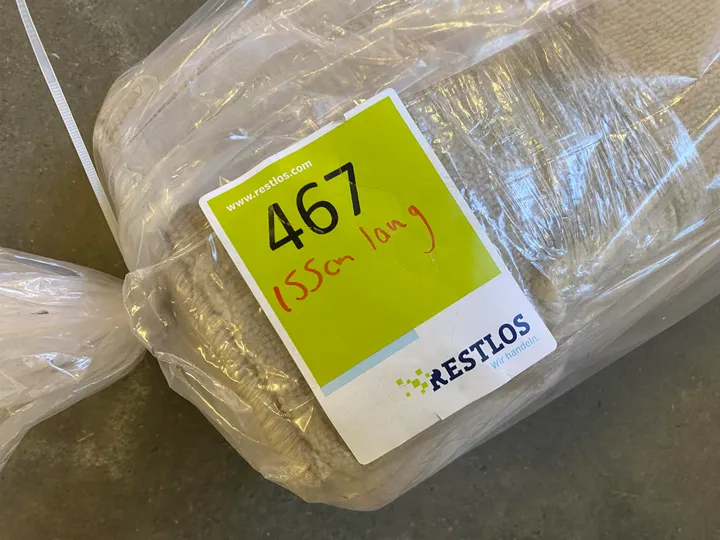 www.restlos.com
467
155cm lang
RESTLOS
Wir handeln.